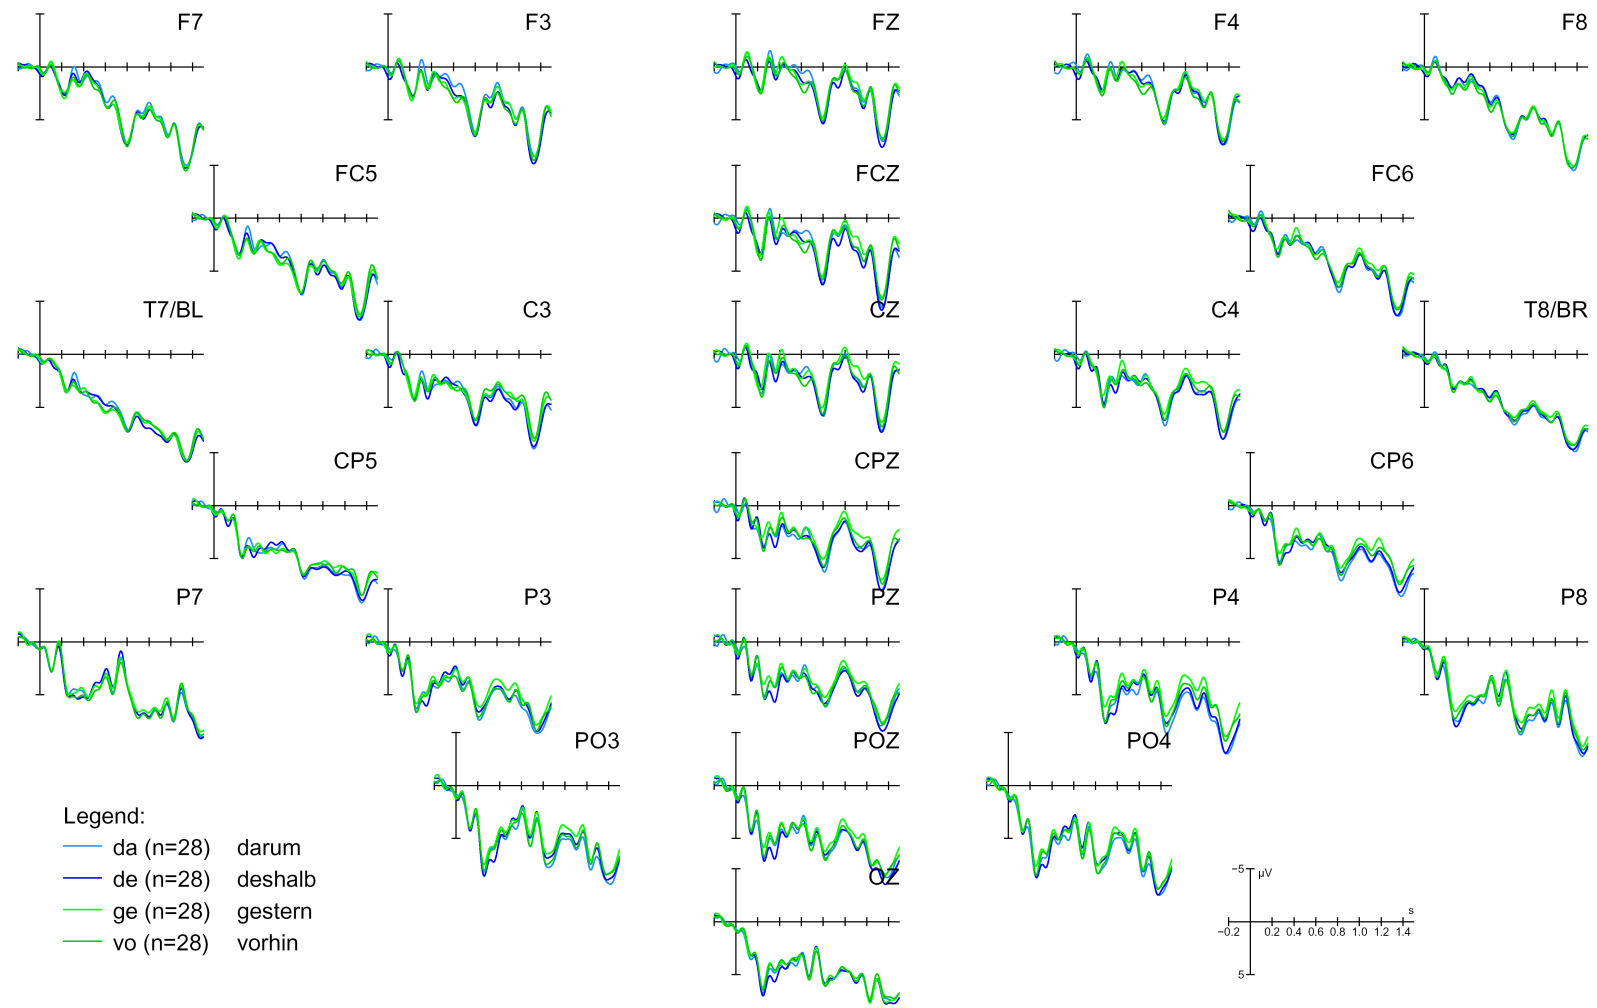 F7 F3 FZ F4 F8
FC5 FCZ FC6
T7/BL C3 CZ C4 T8/BR
CP5 CPZ CP6
P7 P3 PZ P4 P8
PO3 POZ PO4
Legend:
da (n=28) darum
de (n=28) deshalb
ge (n=28) gestern
vo (n=28) vorhin
OZ
−5 µV
s
−0.2 0.2 0.4 0.6 0.8 1.0 1.2 1.4
5